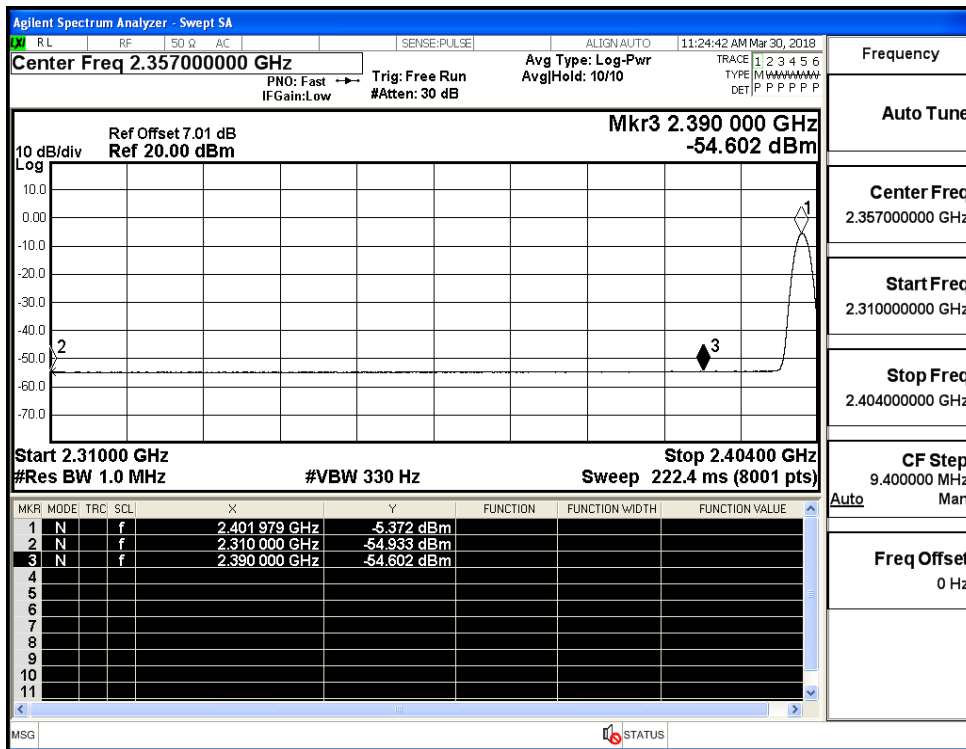 Agilent Spectrum Analyzer - Swept SA
LXI RL RF 50 Ω AC SENSE:PULSE ALIGN AUTO 11:24:42 AM Mar 30, 2018
Center Freq 2.357000000 GHz
PNO: Fast
IFGain:Low
Trig: Free Run
#Atten: 30 dB
Avg Type: Log-Pwr
Avg|Hold: 10/10
TRACE 1 2 3 4 5 6
TYPE M WWWWW
DET P P P P P P
Ref Offset 7.01 dB
10 dB/div Ref 20.00 dBm
Log
Mkr3 2.390 000 GHz
-54.602 dBm
10.0
0.00
-10.0
-20.0
-30.0
-40.0
-50.0
-60.0
-70.0
1
2
3
Start 2.31000 GHz Stop 2.40400 GHz
#Res BW 1.0 MHz #VBW 330 Hz Sweep 222.4 ms (8001 pts)
MKR MODE TRC SCL X Y FUNCTION FUNCTION WIDTH FUNCTION VALUE
1 N f 2.401 979 GHz -5.372 dBm
2 N f 2.310 000 GHz -54.933 dBm
3 N f 2.390 000 GHz -54.602 dBm
4
5
6
7
8
9
10
11
MSG STATUS
Frequency
Auto Tune
Center Freq
2.357000000 GHz
Start Freq
2.310000000 GHz
Stop Freq
2.404000000 GHz
CF Step
9.400000 MHz
Auto Man
Freq Offset
0 Hz